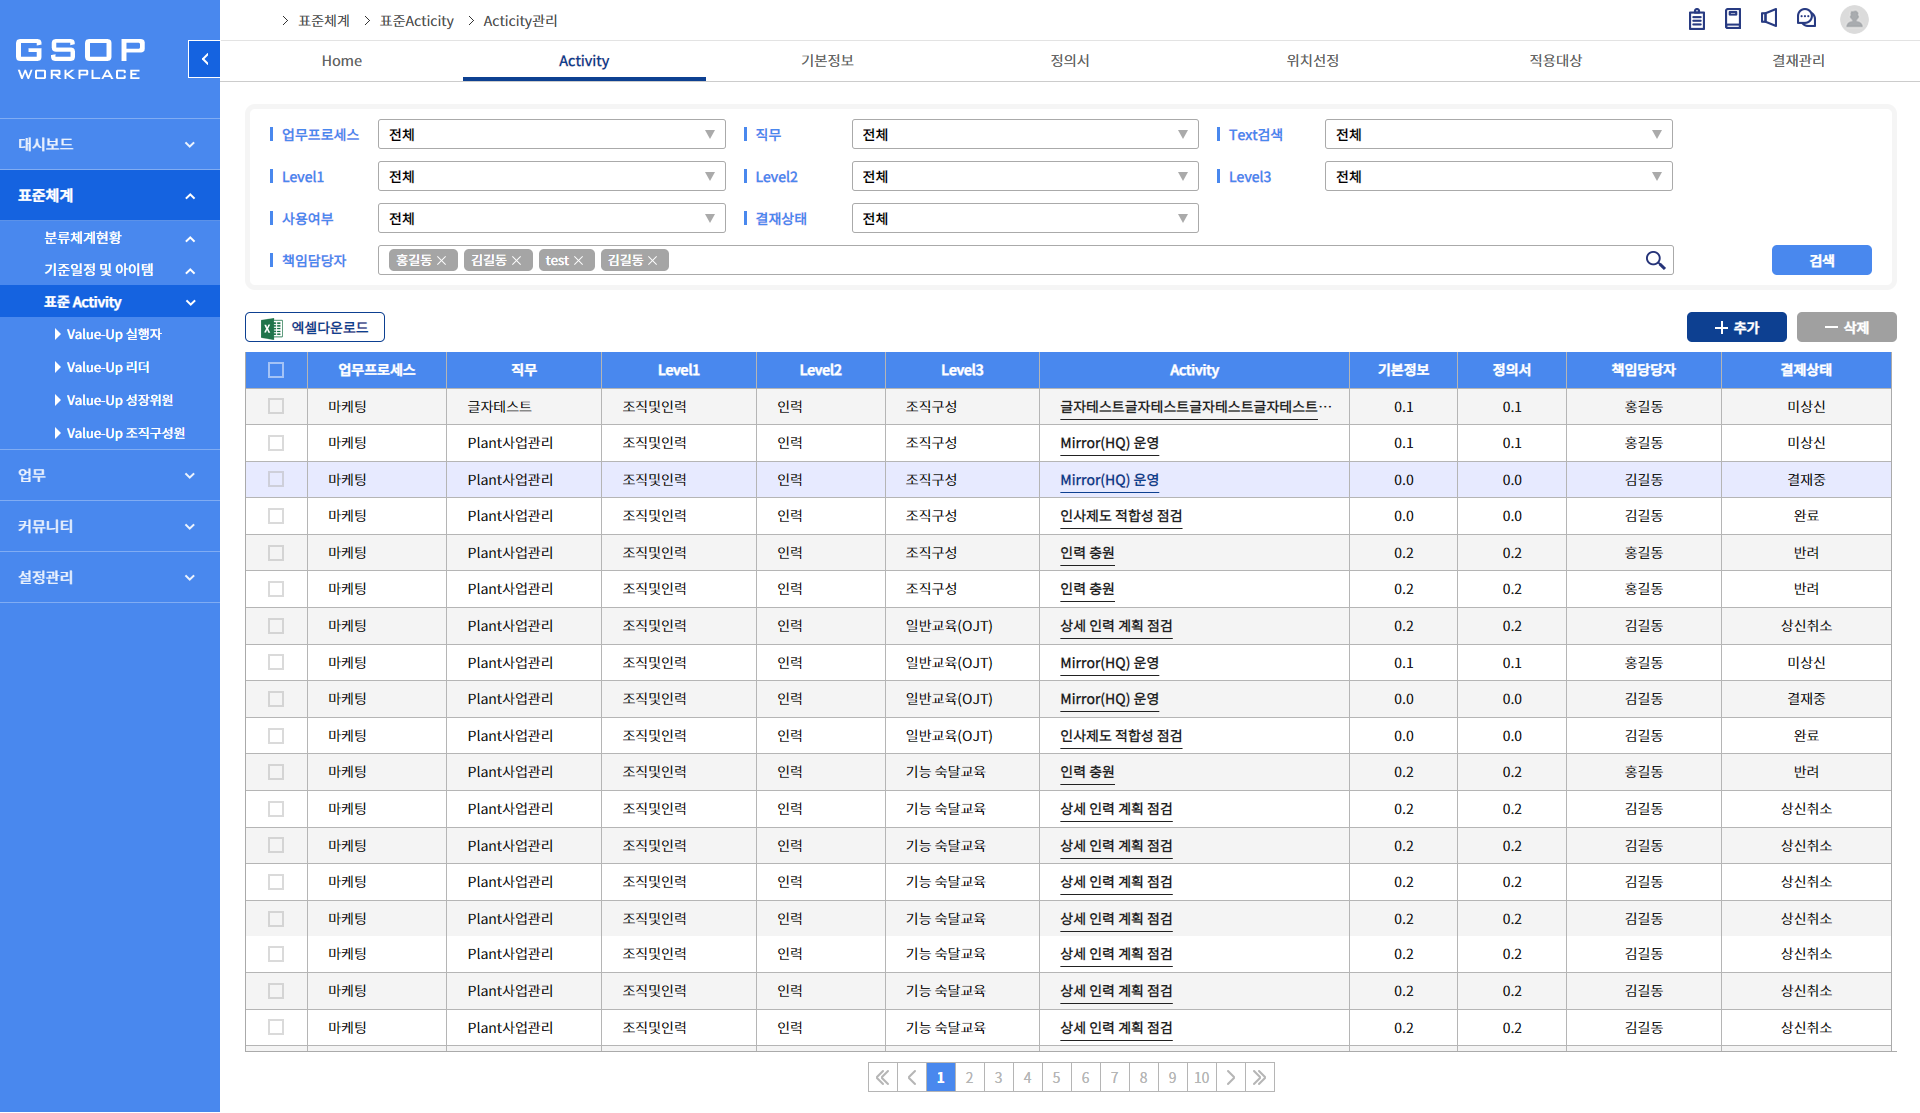 GSOP
WORKPLACE
대시보드
표준체계
분류체계현황
기준일정 및 아이템
표준 Activity
Value-Up 실행자
Value-Up 리더
Value-Up 성장위원
Value-Up 조직구성원
업무
커뮤니티
설정관리
표준체계 표준Acticity Acticity관리
Home Activity 기본정보 정의서 위치선정 적용대상 결재관리
업무프로세스 전체 직무 전체 Text검색 전체
Level1 전체 Level2 전체 Level3 전체
사용여부 전체 결재상태 전체
책임담당자 홍길동 김길동 test 김길동 검색
엑셀다운로드 추가 삭제
업무프로세스 직무 Level1 Level2 Level3 Activity 기본정보 정의서 책임담당자 결제상태
마케팅 글자테스트 조직및인력 인력 조직구성 글자테스트글자테스트글자테스트글자테스트… 0.1 0.1 홍길동 미상신
마케팅 Plant사업관리 조직및인력 인력 조직구성 Mirror(HQ) 운영 0.1 0.1 홍길동 미상신
마케팅 Plant사업관리 조직및인력 인력 조직구성 Mirror(HQ) 운영 0.0 0.0 김길동 결재중
마케팅 Plant사업관리 조직및인력 인력 조직구성 인사제도 적합성 점검 0.0 0.0 김길동 완료
마케팅 Plant사업관리 조직및인력 인력 조직구성 인력 충원 0.2 0.2 홍길동 반려
마케팅 Plant사업관리 조직및인력 인력 조직구성 인력 충원 0.2 0.2 홍길동 반려
마케팅 Plant사업관리 조직및인력 인력 일반교육(OJT) 상세 인력 계획 점검 0.2 0.2 김길동 상신취소
마케팅 Plant사업관리 조직및인력 인력 일반교육(OJT) Mirror(HQ) 운영 0.1 0.1 홍길동 미상신
마케팅 Plant사업관리 조직및인력 인력 일반교육(OJT) Mirror(HQ) 운영 0.0 0.0 김길동 결재중
마케팅 Plant사업관리 조직및인력 인력 일반교육(OJT) 인사제도 적합성 점검 0.0 0.0 김길동 완료
마케팅 Plant사업관리 조직및인력 인력 기능 숙달교육 인력 충원 0.2 0.2 홍길동 반려
마케팅 Plant사업관리 조직및인력 인력 기능 숙달교육 상세 인력 계획 점검 0.2 0.2 김길동 상신취소
마케팅 Plant사업관리 조직및인력 인력 기능 숙달교육 상세 인력 계획 점검 0.2 0.2 김길동 상신취소
마케팅 Plant사업관리 조직및인력 인력 기능 숙달교육 상세 인력 계획 점검 0.2 0.2 김길동 상신취소
마케팅 Plant사업관리 조직및인력 인력 기능 숙달교육 상세 인력 계획 점검 0.2 0.2 김길동 상신취소
마케팅 Plant사업관리 조직및인력 인력 기능 숙달교육 상세 인력 계획 점검 0.2 0.2 김길동 상신취소
마케팅 Plant사업관리 조직및인력 인력 기능 숙달교육 상세 인력 계획 점검 0.2 0.2 김길동 상신취소
마케팅 Plant사업관리 조직및인력 인력 기능 숙달교육 상세 인력 계획 점검 0.2 0.2 김길동 상신취소
1 2 3 4 5 6 7 8 9 10